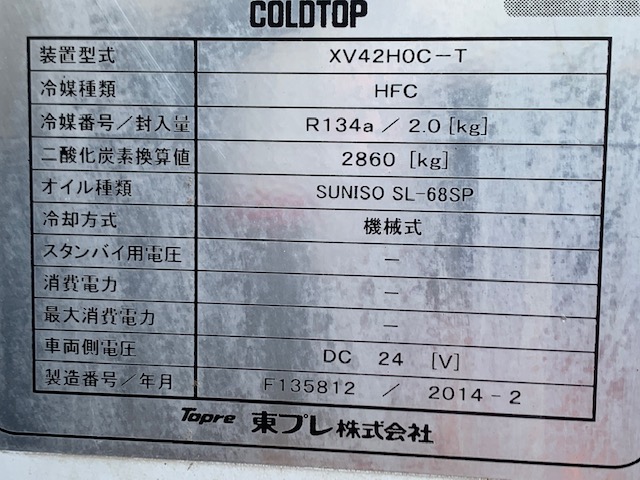 COLDTOP
装置型式 XV42H0C-T
冷媒種類 HFC
冷媒番号/封入量 R134a / 2.0 [kg]
二酸化炭素換算値 2860 [kg]
オイル種類 SUNISO SL-68SP
冷却方式 機械式
スタンバイ用電圧 —
消費電力 —
最大消費電力 —
車両側電圧 DC 24 [V]
製造番号/年月 F135812 / 2014-2
Topre 東プレ株式会社